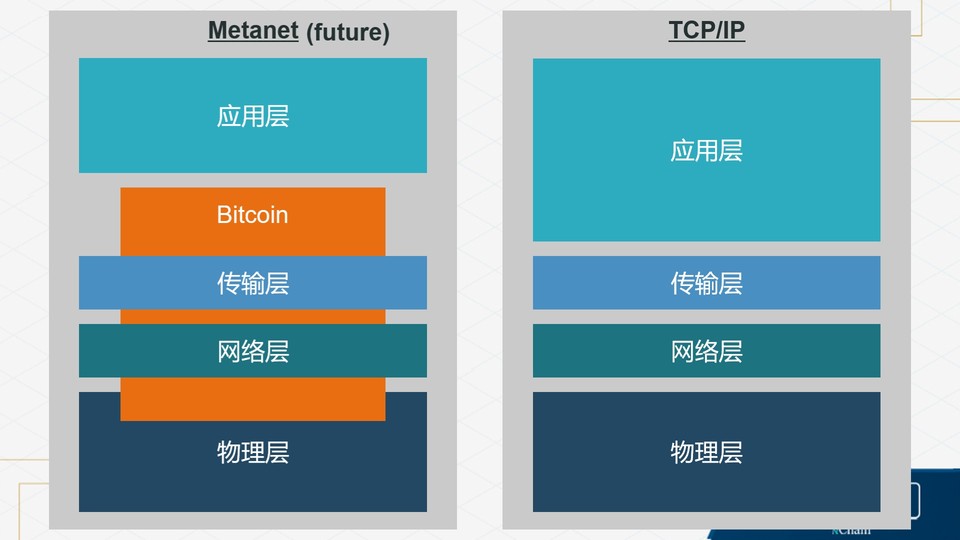 Metanet (future)
应用层
Bitcoin
传输层
网络层
物理层
TCP/IP
应用层
传输层
网络层
物理层
nChain